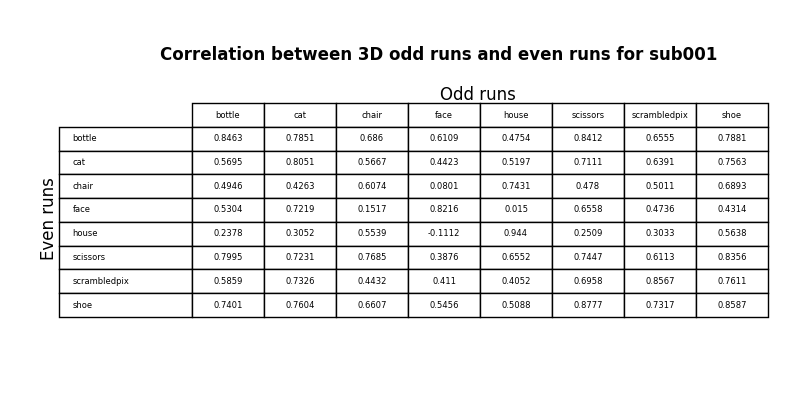 Correlation between 3D odd runs and even runs for sub001
Odd runs
bottle cat chair face house scissors scrambledpix shoe
Even runs
bottle 0.8463 0.7851 0.686 0.6109 0.4754 0.8412 0.6555 0.7881
cat 0.5695 0.8051 0.5667 0.4423 0.5197 0.7111 0.6391 0.7563
chair 0.4946 0.4263 0.6074 0.0801 0.7431 0.478 0.5011 0.6893
face 0.5304 0.7219 0.1517 0.8216 0.015 0.6558 0.4736 0.4314
house 0.2378 0.3052 0.5539 -0.1112 0.944 0.2509 0.3033 0.5638
scissors 0.7995 0.7231 0.7685 0.3876 0.6552 0.7447 0.6113 0.8356
scrambledpix 0.5859 0.7326 0.4432 0.411 0.4052 0.6958 0.8567 0.7611
shoe 0.7401 0.7604 0.6607 0.5456 0.5088 0.8777 0.7317 0.8587